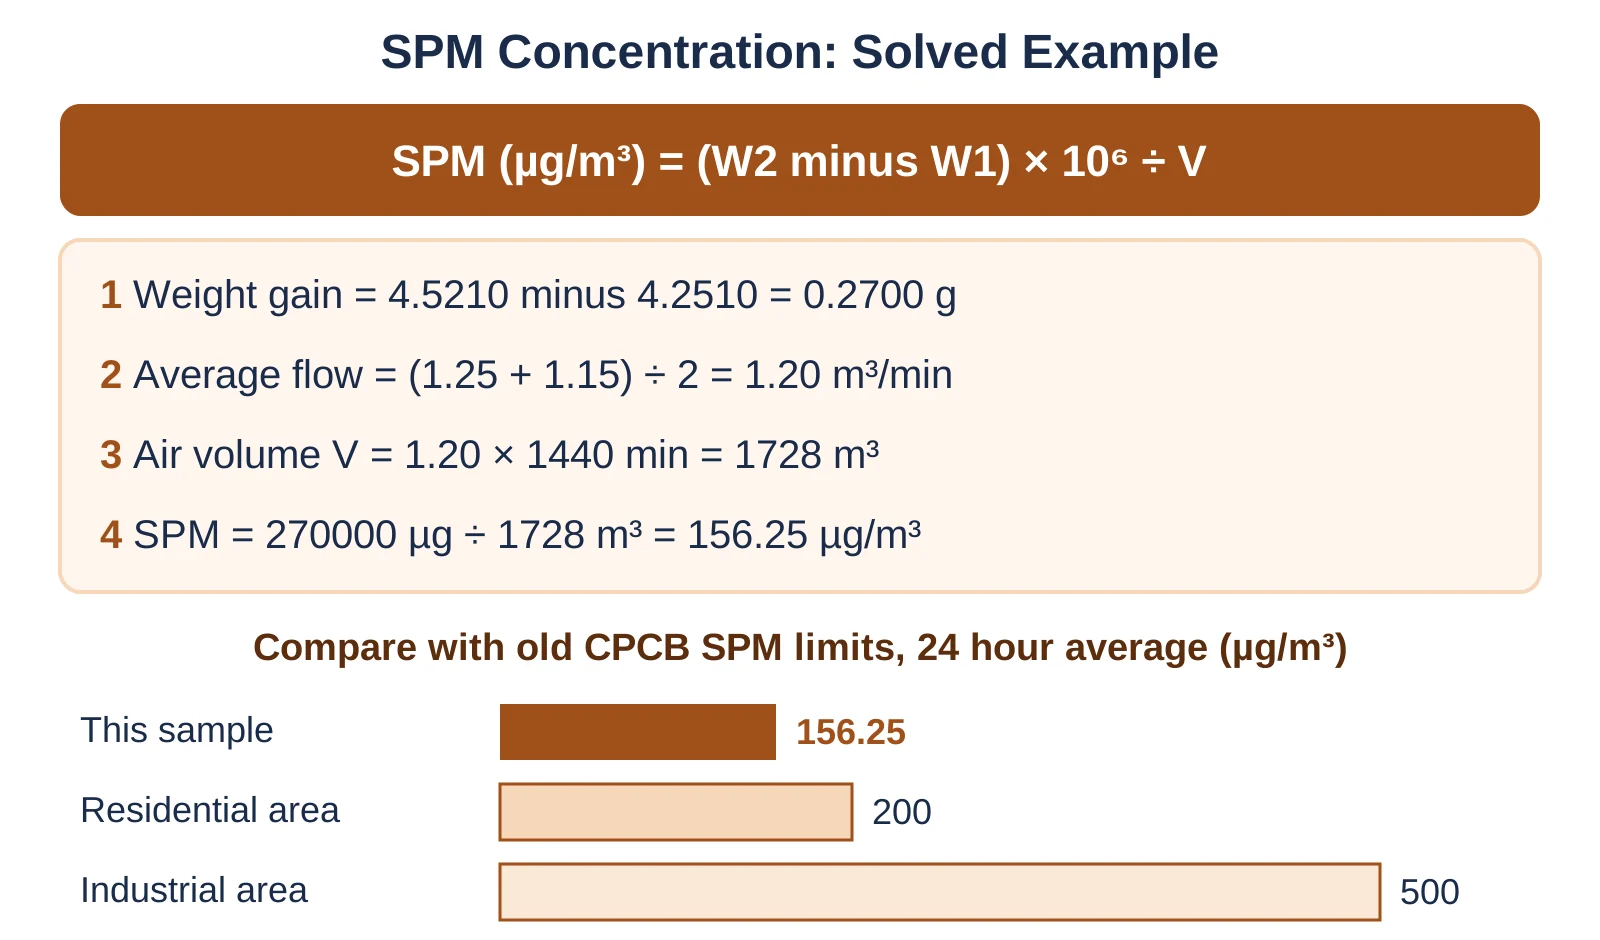 SPM Concentration: Solved Example
SPM (µg/m³) = (W2 minus W1) × 10⁶ ÷ V
1 Weight gain = 4.5210 minus 4.2510 = 0.2700 g
2 Average flow = (1.25 + 1.15) ÷ 2 = 1.20 m³/min
3 Air volume V = 1.20 × 1440 min = 1728 m³
4 SPM = 270000 µg ÷ 1728 m³ = 156.25 µg/m³
Compare with old CPCB SPM limits, 24 hour average (µg/m³)
This sample 156.25
Residential area 200
Industrial area 500